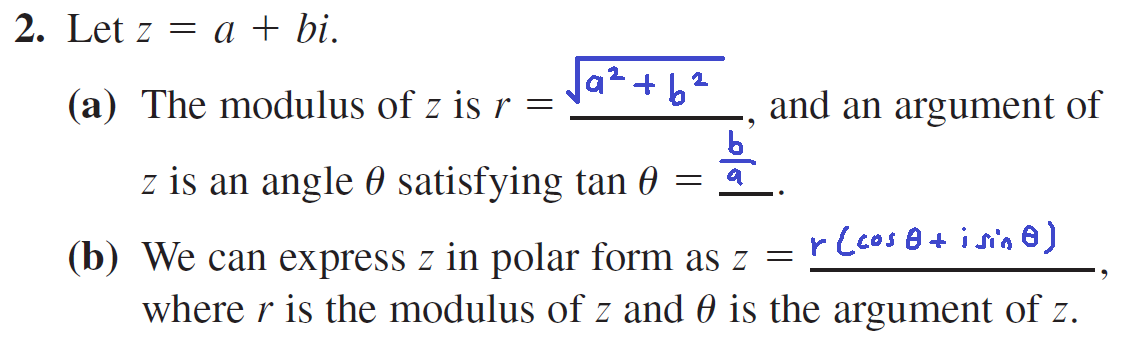 2. Let z = a + bi.
(a) The modulus of z is r = √(a² + b²), and an argument of
z is an angle θ satisfying tan θ = b/a.
(b) We can express z in polar form as z = r(cos θ + i sin θ),
where r is the modulus of z and θ is the argument of z.